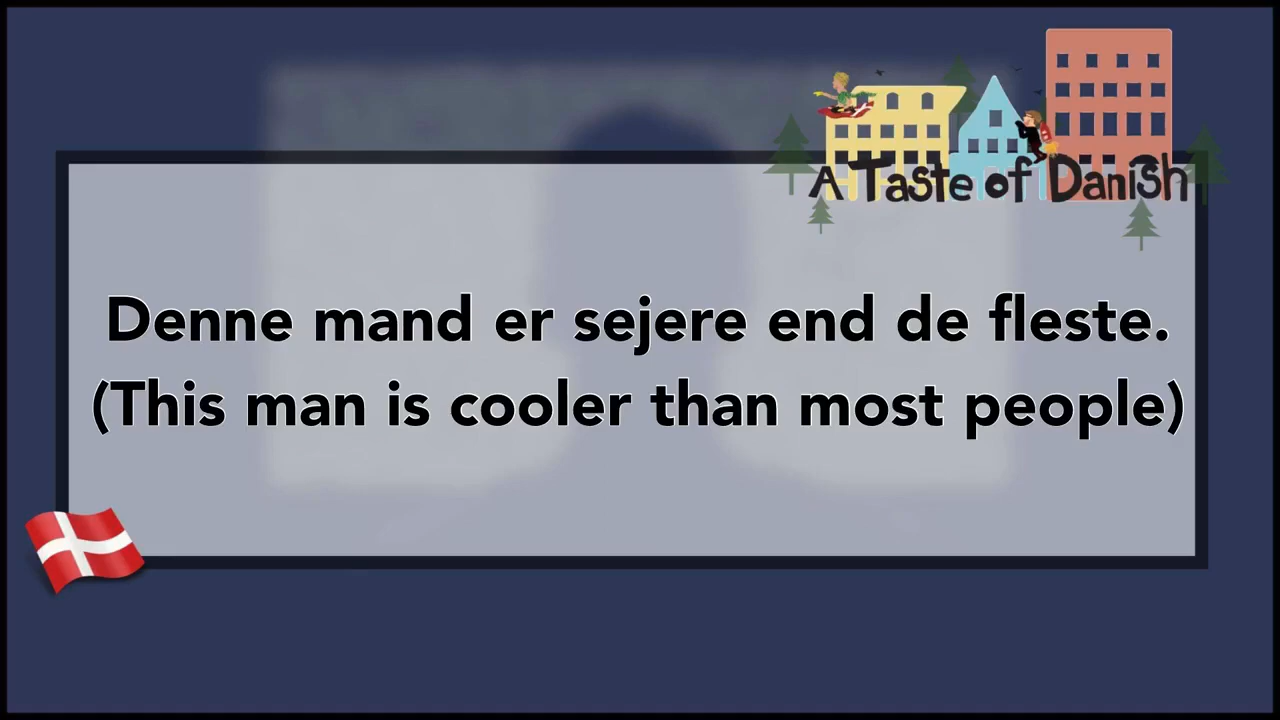 A Taste of Danish
Denne mand er sejere end de fleste.
(This man is cooler than most people)